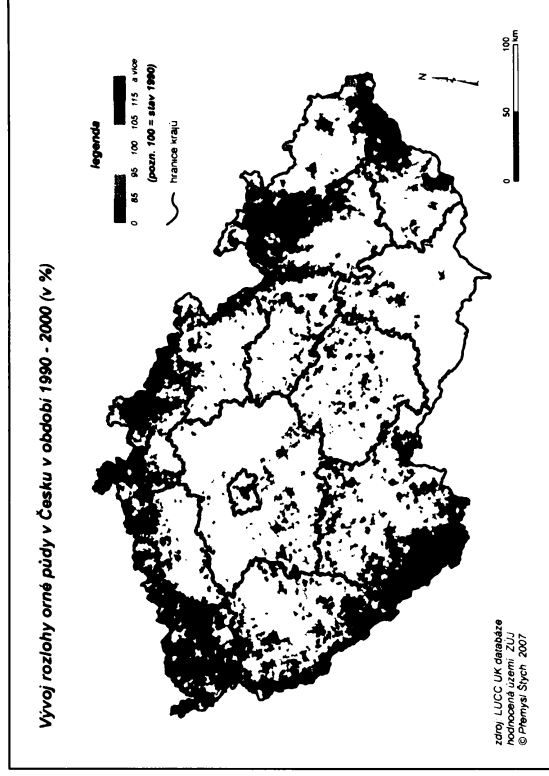 Vývoj rozlohy orné půdy v Česku v období 1990 - 2000 (v %)
legenda
0 85 95 100 105 115 a více
(pozn. 100 = stav 1990)
hranice krajů
N
0 50 100 km
zdroj LUCC UK databáze
hodnocená území ZÚJ
© Přemysl Štych 2007